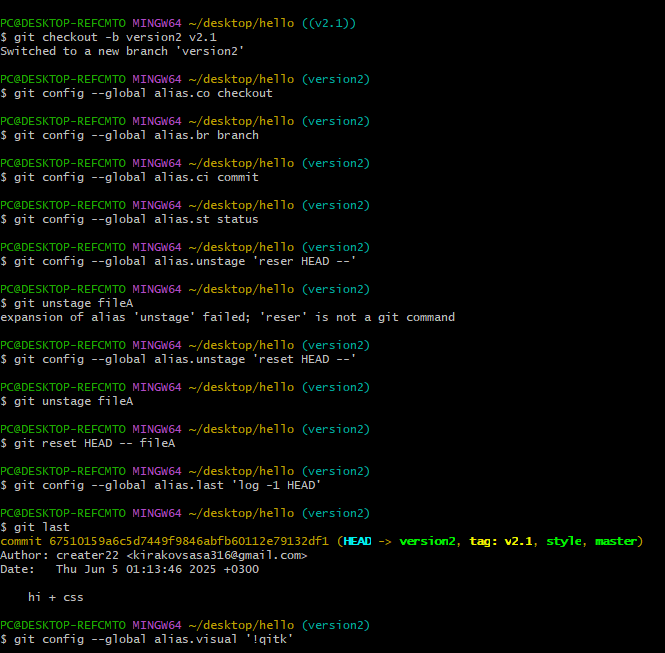 PC@DESKTOP-REFCMTO MINGW64 ~/desktop/hello ((v2.1))
$ git checkout -b version2 v2.1
Switched to a new branch 'version2'
PC@DESKTOP-REFCMTO MINGW64 ~/desktop/hello (version2)
$ git config --global alias.co checkout
PC@DESKTOP-REFCMTO MINGW64 ~/desktop/hello (version2)
$ git config --global alias.br branch
PC@DESKTOP-REFCMTO MINGW64 ~/desktop/hello (version2)
$ git config --global alias.ci commit
PC@DESKTOP-REFCMTO MINGW64 ~/desktop/hello (version2)
$ git config --global alias.st status
PC@DESKTOP-REFCMTO MINGW64 ~/desktop/hello (version2)
$ git config --global alias.unstage 'reser HEAD --'
PC@DESKTOP-REFCMTO MINGW64 ~/desktop/hello (version2)
$ git unstage fileA
expansion of alias 'unstage' failed; 'reser' is not a git command
PC@DESKTOP-REFCMTO MINGW64 ~/desktop/hello (version2)
$ git config --global alias.unstage 'reset HEAD --'
PC@DESKTOP-REFCMTO MINGW64 ~/desktop/hello (version2)
$ git unstage fileA
PC@DESKTOP-REFCMTO MINGW64 ~/desktop/hello (version2)
$ git reset HEAD -- fileA
PC@DESKTOP-REFCMTO MINGW64 ~/desktop/hello (version2)
$ git config --global alias.last 'log -1 HEAD'
PC@DESKTOP-REFCMTO MINGW64 ~/desktop/hello (version2)
$ git last
commit 67510159a6c5d7449f9846abfb60112e79132df1 (HEAD -> version2, tag: v2.1, style, master)
Author: creater22 <kirakovsasa316@gmail.com>
Date:   Thu Jun 5 01:13:46 2025 +0300
hi + css
PC@DESKTOP-REFCMTO MINGW64 ~/desktop/hello (version2)
$ git config --global alias.visual '!qitk'